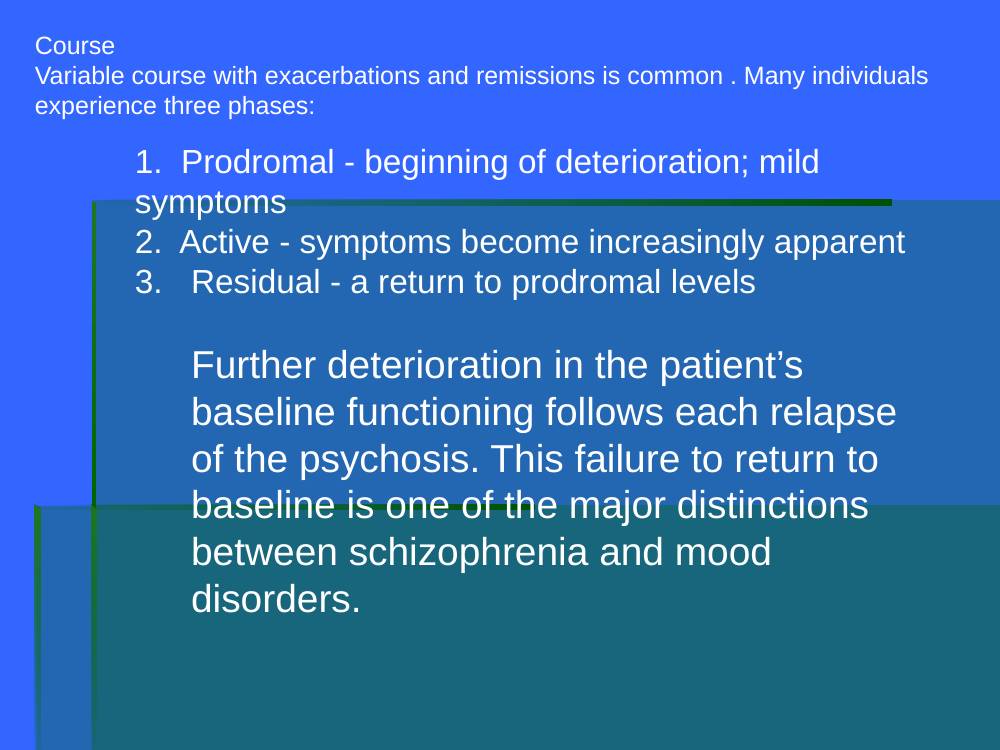 Course
Variable course with exacerbations and remissions is common . Many individuals
experience three phases:
1.  Prodromal - beginning of deterioration; mild
symptoms
2.  Active - symptoms become increasingly apparent
3.   Residual - a return to prodromal levels
Further deterioration in the patient’s
baseline functioning follows each relapse
of the psychosis. This failure to return to
baseline is one of the major distinctions
between schizophrenia and mood
disorders.